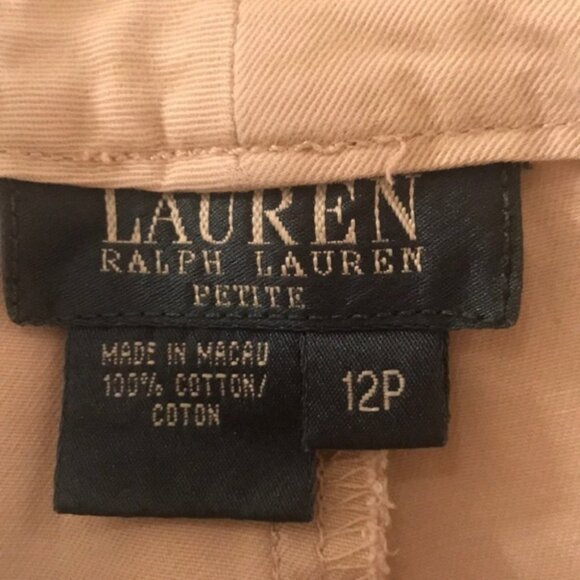 LAUREN
RALPH LAUREN
PETITE
MADE IN MACAU
100% COTTON/
COTON
12P